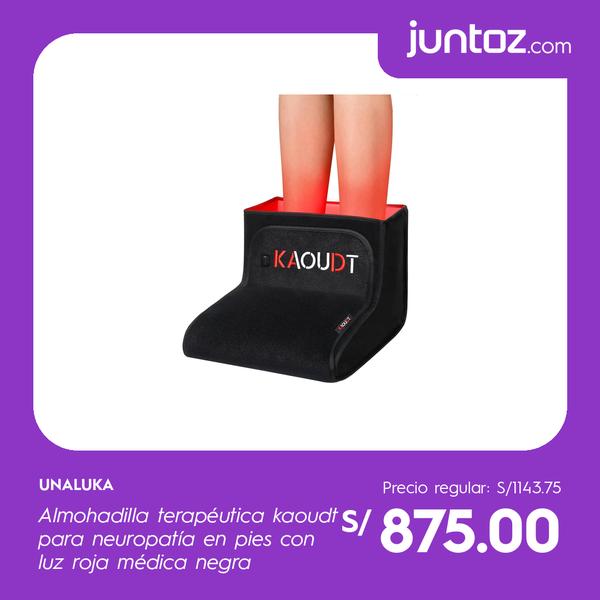 juntoz.com
KAOUDT
KAOUDT
UNALUKA
Precio regular: S/1143.75
Almohadilla terapéutica kaoudt
para neuropatía en pies con
luz roja médica negra
S/ 875.00